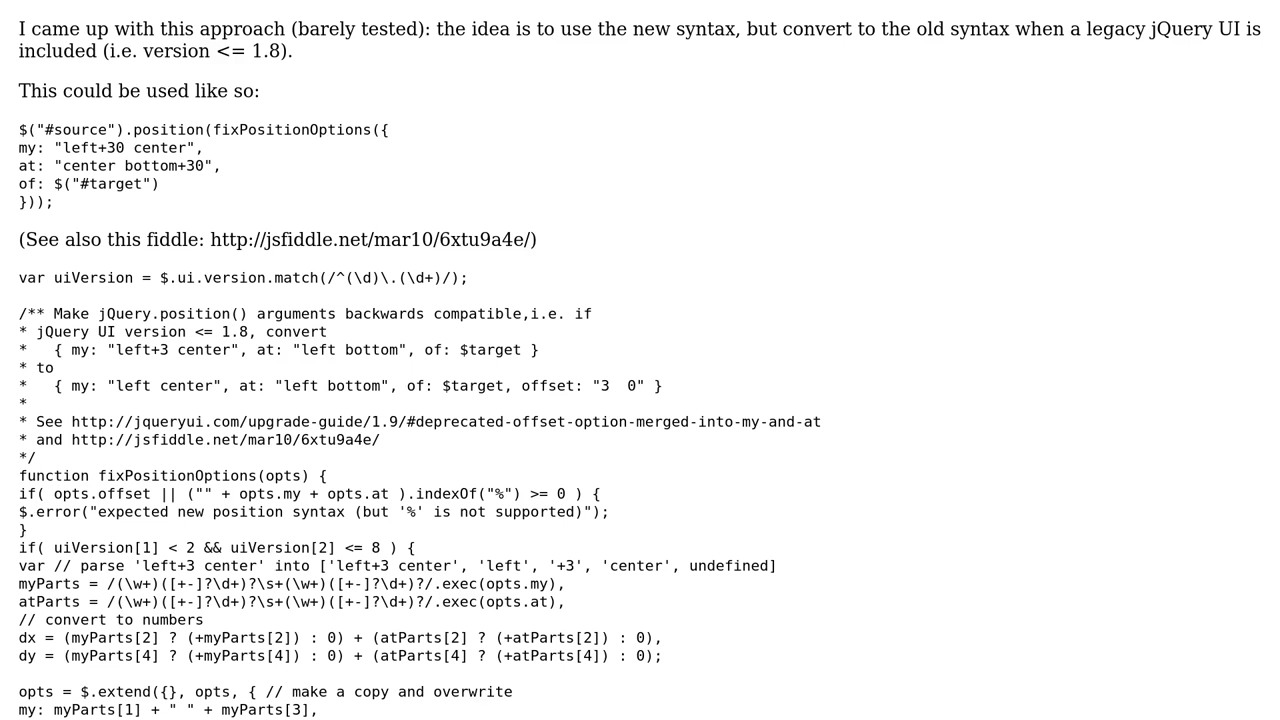 I came up with this approach (barely tested): the idea is to use the new syntax, but convert to the old syntax when a legacy jQuery UI is
included (i.e. version <= 1.8).
This could be used like so:
$("#source").position(fixPositionOptions({
my: "left+30 center",
at: "center bottom+30",
of: $("#target")
}));
(See also this fiddle: http://jsfiddle.net/mar10/6xtu9a4e/)
var uiVersion = $.ui.version.match(/^(\d)\.(\d+)/);
/** Make jQuery.position() arguments backwards compatible,i.e. if
* jQuery UI version <= 1.8, convert
*   { my: "left+3 center", at: "left bottom", of: $target }
* to
*   { my: "left center", at: "left bottom", of: $target, offset: "3  0" }
*
* See http://jqueryui.com/upgrade-guide/1.9/#deprecated-offset-option-merged-into-my-and-at
* and http://jsfiddle.net/mar10/6xtu9a4e/
*/
function fixPositionOptions(opts) {
if( opts.offset || ("" + opts.my + opts.at ).indexOf("%") >= 0 ) {
$.error("expected new position syntax (but '%' is not supported)");
}
if( uiVersion[1] < 2 && uiVersion[2] <= 8 ) {
var // parse 'left+3 center' into ['left+3 center', 'left', '+3', 'center', undefined]
myParts = /(\w+)([+-]?\d+)?\s+(\w+)([+-]?\d+)?/.exec(opts.my),
atParts = /(\w+)([+-]?\d+)?\s+(\w+)([+-]?\d+)?/.exec(opts.at),
// convert to numbers
dx = (myParts[2] ? (+myParts[2]) : 0) + (atParts[2] ? (+atParts[2]) : 0),
dy = (myParts[4] ? (+myParts[4]) : 0) + (atParts[4] ? (+atParts[4]) : 0);
opts = $.extend({}, opts, { // make a copy and overwrite
my: myParts[1] + " " + myParts[3],